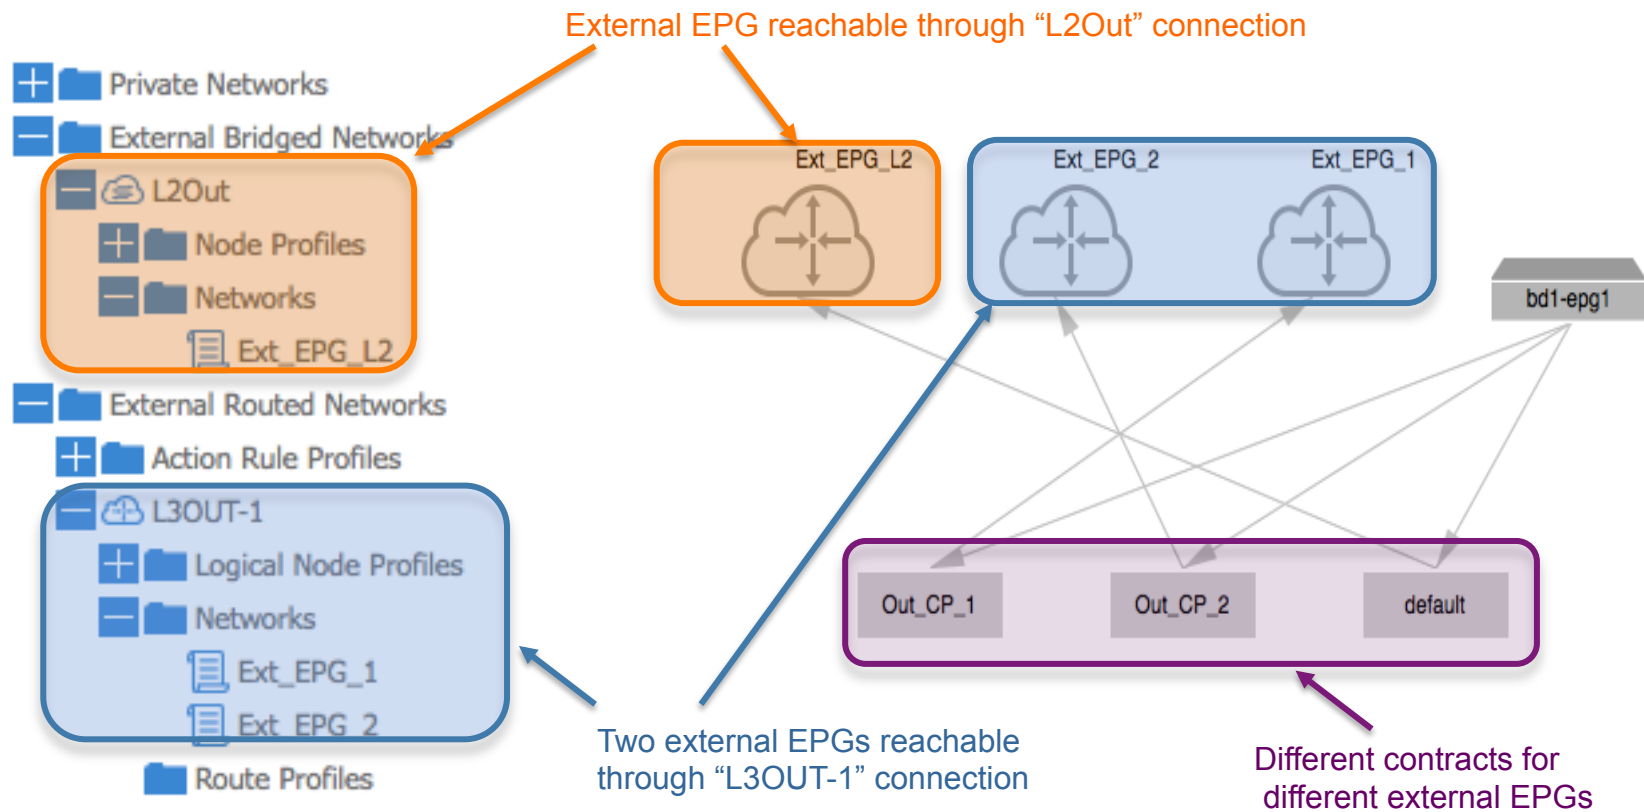 External EPG reachable through “L2Out” connection
Private Networks
External Bridged Networks
L2Out
Node Profiles
Networks
Ext_EPG_L2
External Routed Networks
Action Rule Profiles
L3OUT-1
Logical Node Profiles
Networks
Ext_EPG_1
Ext_EPG_2
Route Profiles
Ext_EPG_L2
Ext_EPG_2
Ext_EPG_1
bd1-epg1
Out_CP_1
Out_CP_2
default
Two external EPGs reachable
through “L3OUT-1” connection
Different contracts for
different external EPGs